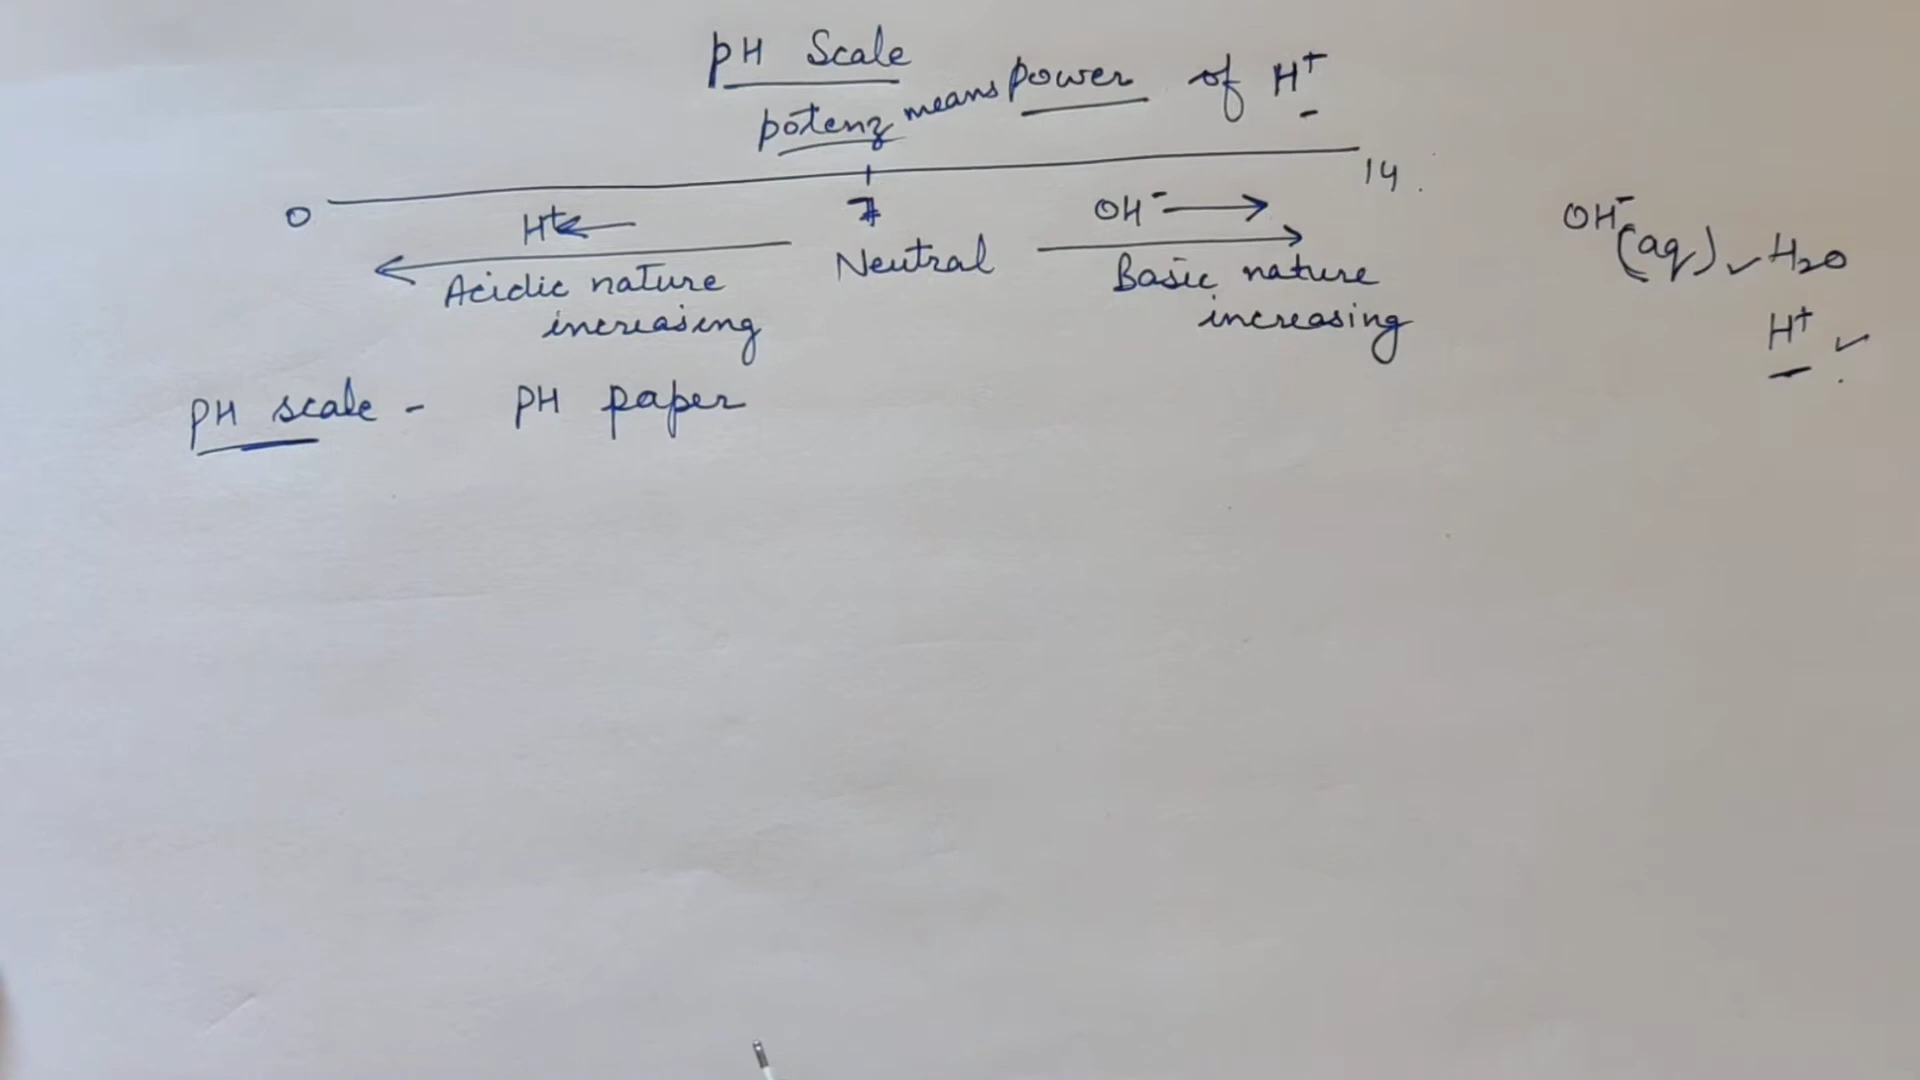 pH Scale
potenz means power of H⁺
0 7 14
H⁺ ← OH⁻ →
Acidic nature increasing
Neutral
Basic nature increasing
OH⁻(aq) ✓ H₂O
H⁺ ✓
pH scale - PH paper